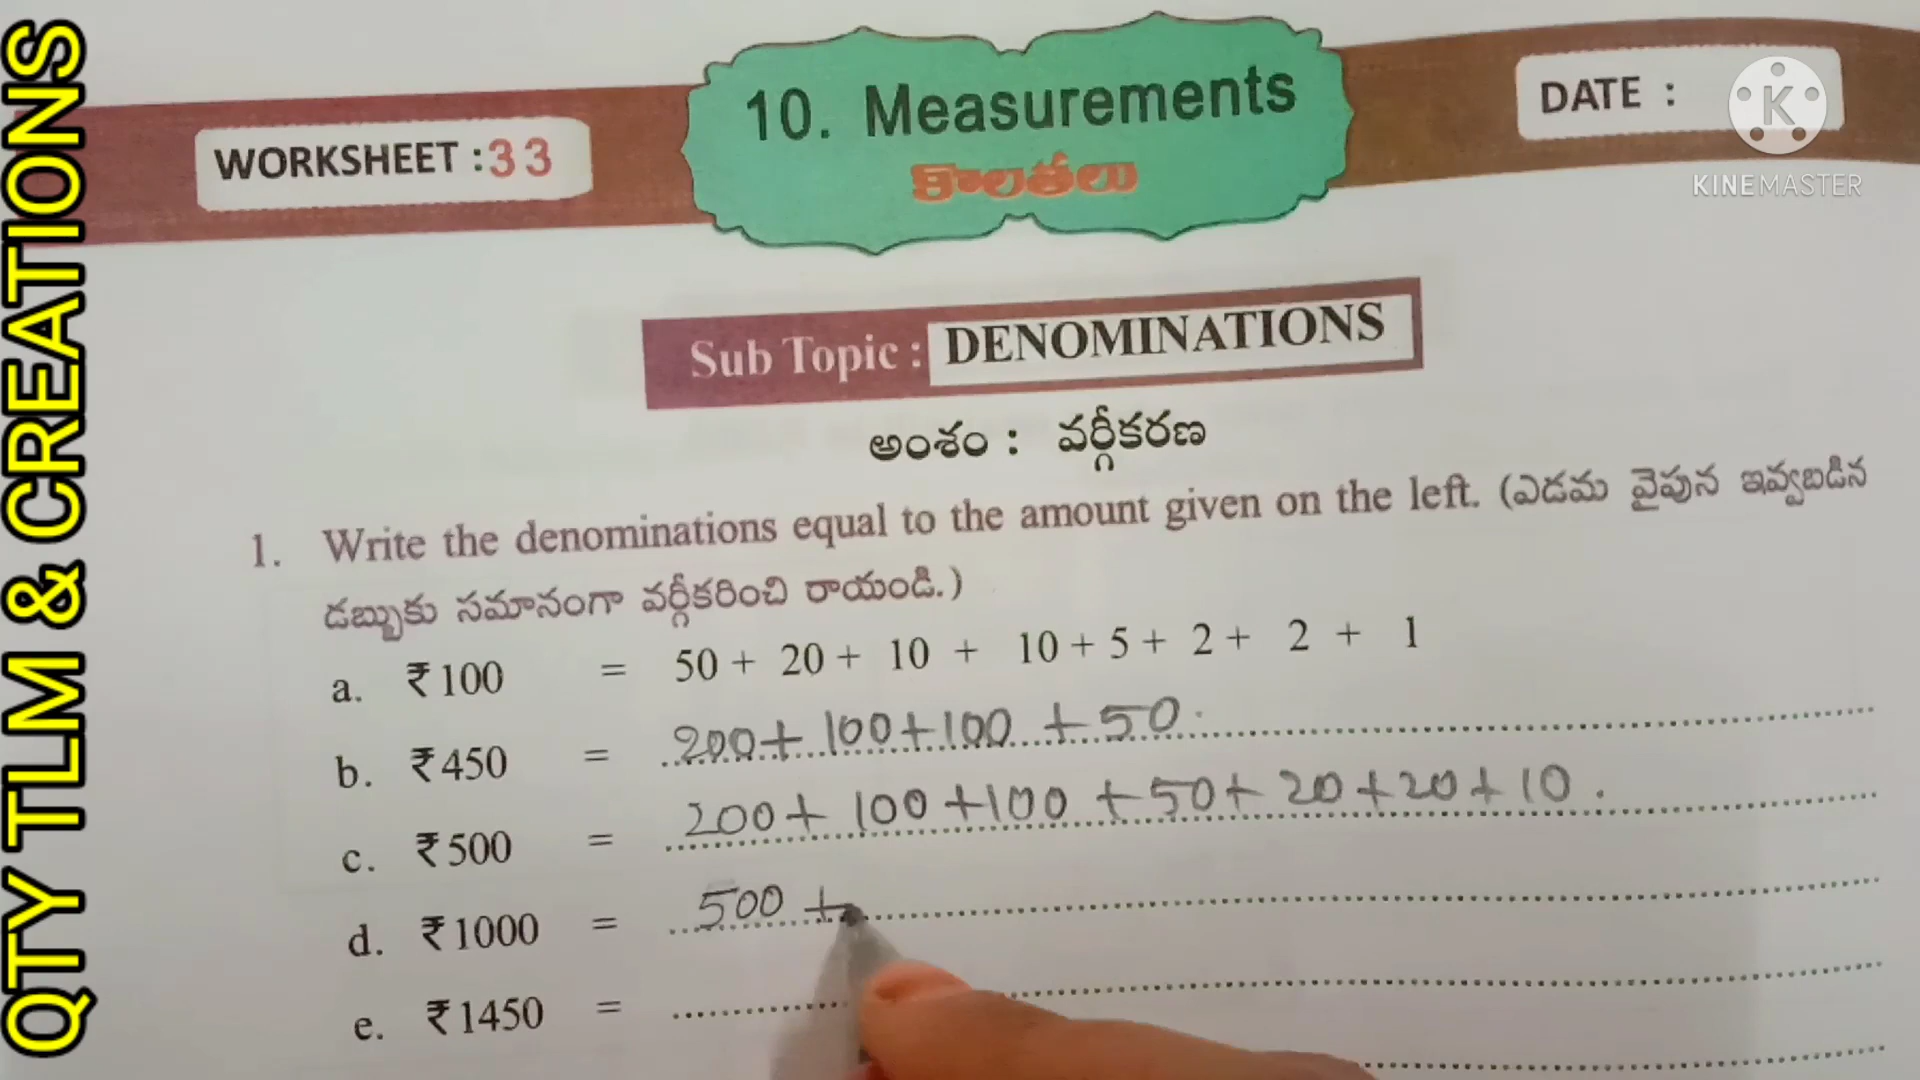 QTY TLM & CREATIONS
WORKSHEET :33
10. Measurements
కొలతలు
DATE :
KINEMASTER
Sub Topic : DENOMINATIONS
అంశం : వర్గీకరణ
1. Write the denominations equal to the amount given on the left. (ఎడమ వైపున ఇవ్వబడిన
డబ్బుకు సమానంగా వర్గీకరించి రాయండి.)
a. ₹100 = 50 + 20 + 10 + 10 + 5 + 2 + 2 + 1
b. ₹450 = 200 + 100 + 100 + 50.
c. ₹500 = 200 + 100 + 100 + 50 + 20 + 20 + 10.
d. ₹1000 = 500 +
e. ₹1450 =